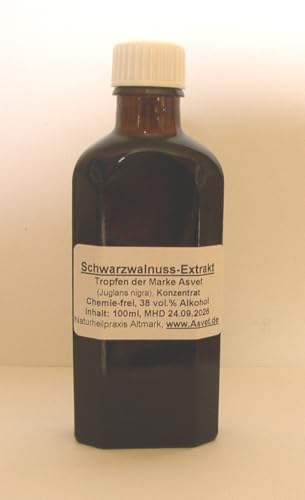 Schwarzwalnuss-Extrakt
Tropfen der Marke Asvet
(Juglans nigra), Konzentrat
Chemie-frei, 38 vol.% Alkohol
Inhalt: 100ml, MHD 24.09.2026
Naturheilpraxis Altmark, www.Asvet.de